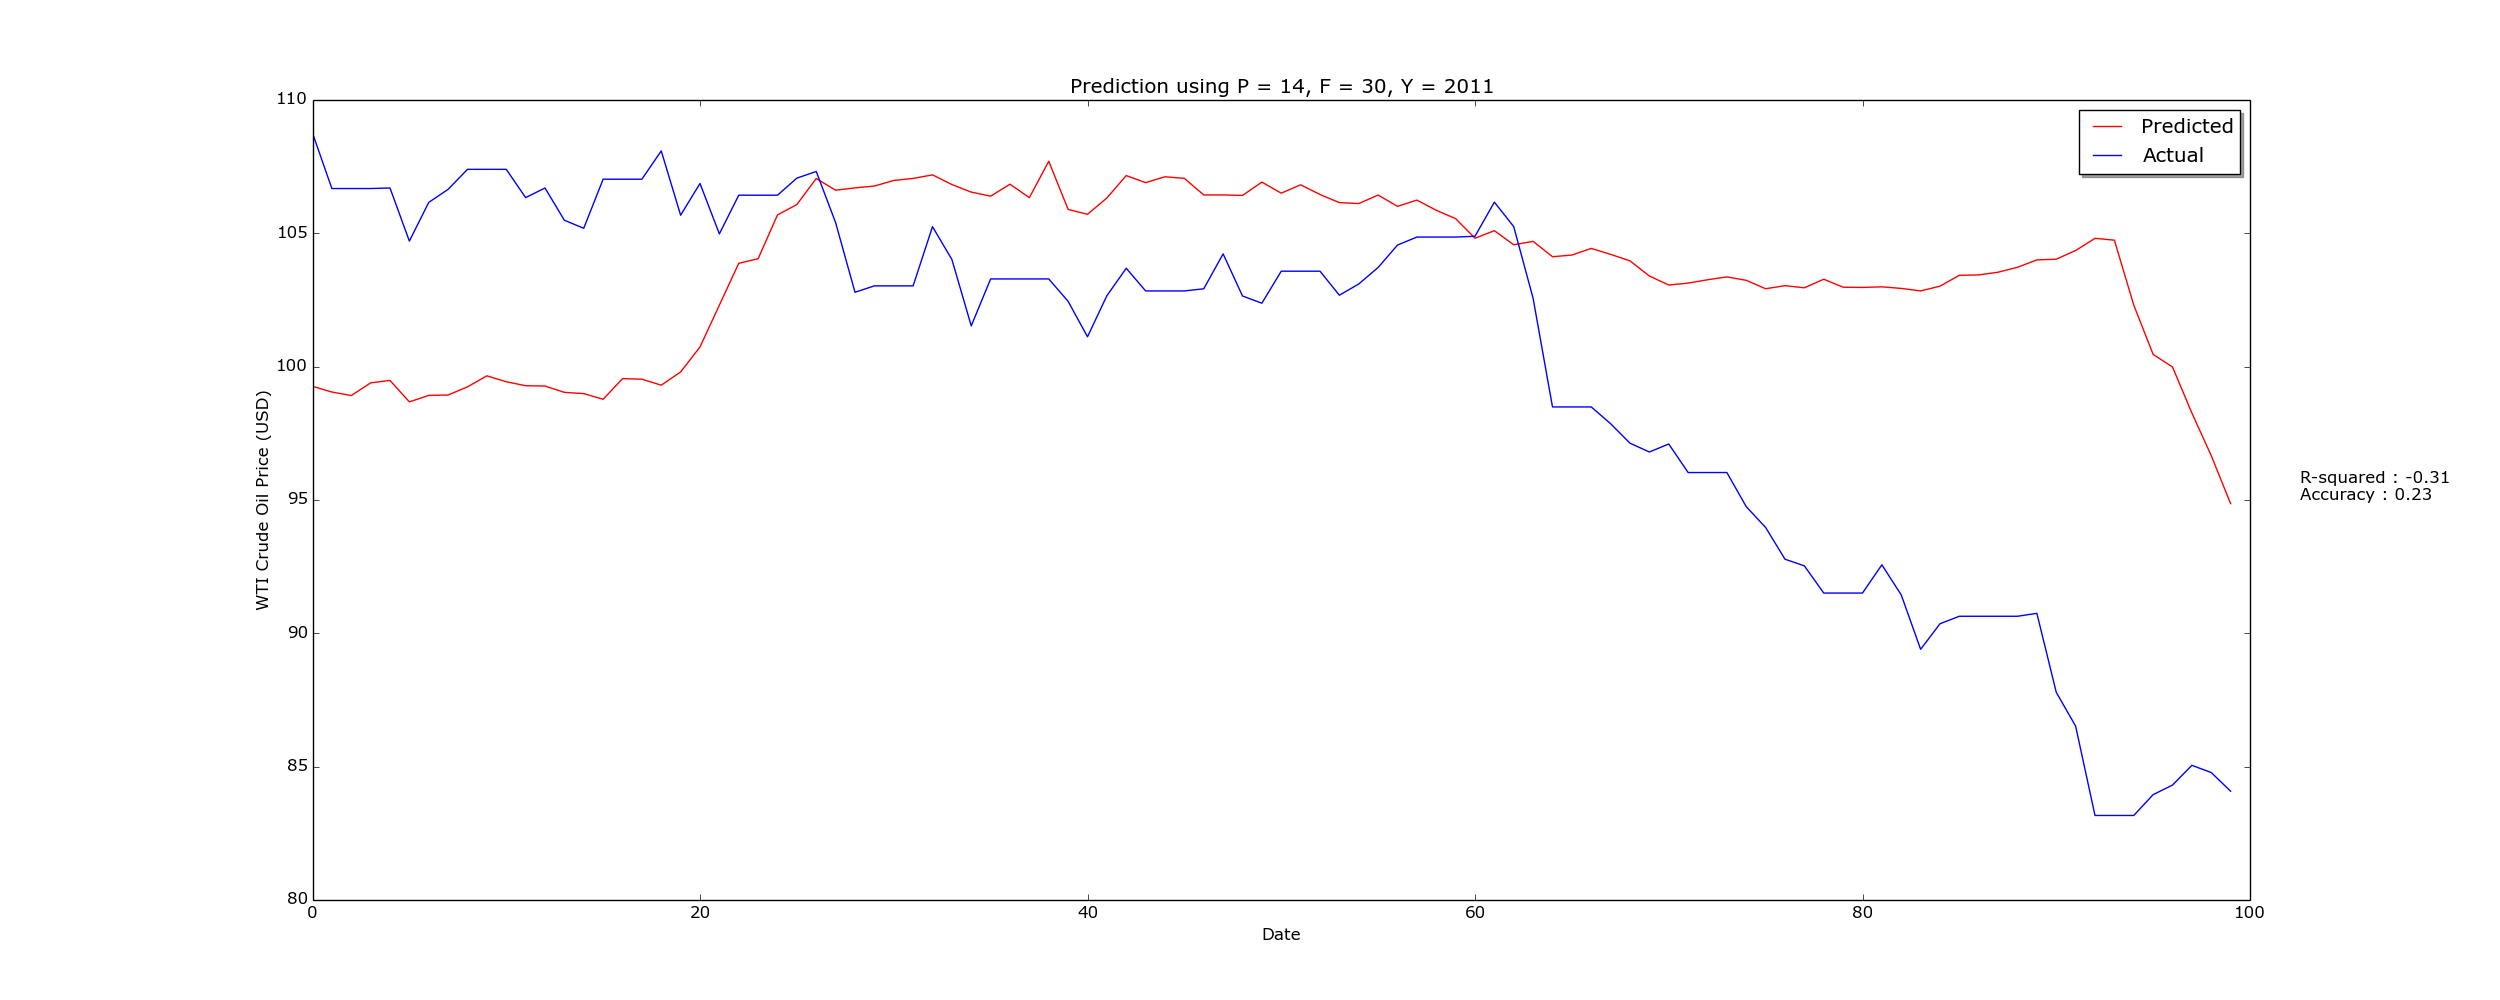 Prediction using P = 14, F = 30, Y = 2011
110
105
100
95
90
85
80
WTI Crude Oil Price (USD)
0
20
40
60
80
100
Date
Predicted
Actual
R-squared : -0.31
Accuracy : 0.23